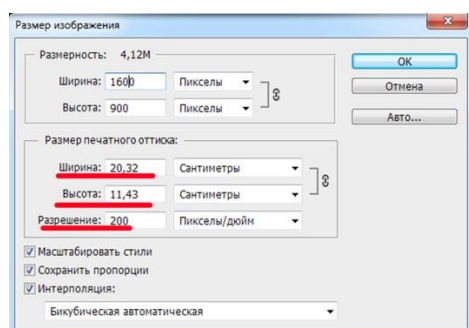 Размер изображения
Размерность: 4,12M
Ширина: 1600 Пикселы
Высота: 900 Пикселы
Размер печатного оттиска:
Ширина: 20,32 Сантиметры
Высота: 11,43 Сантиметры
Разрешение: 200 Пикселы/дюйм
Масштабировать стили
Сохранить пропорции
Интерполяция:
Бикубическая автоматическая
ОК
Отмена
Авто...